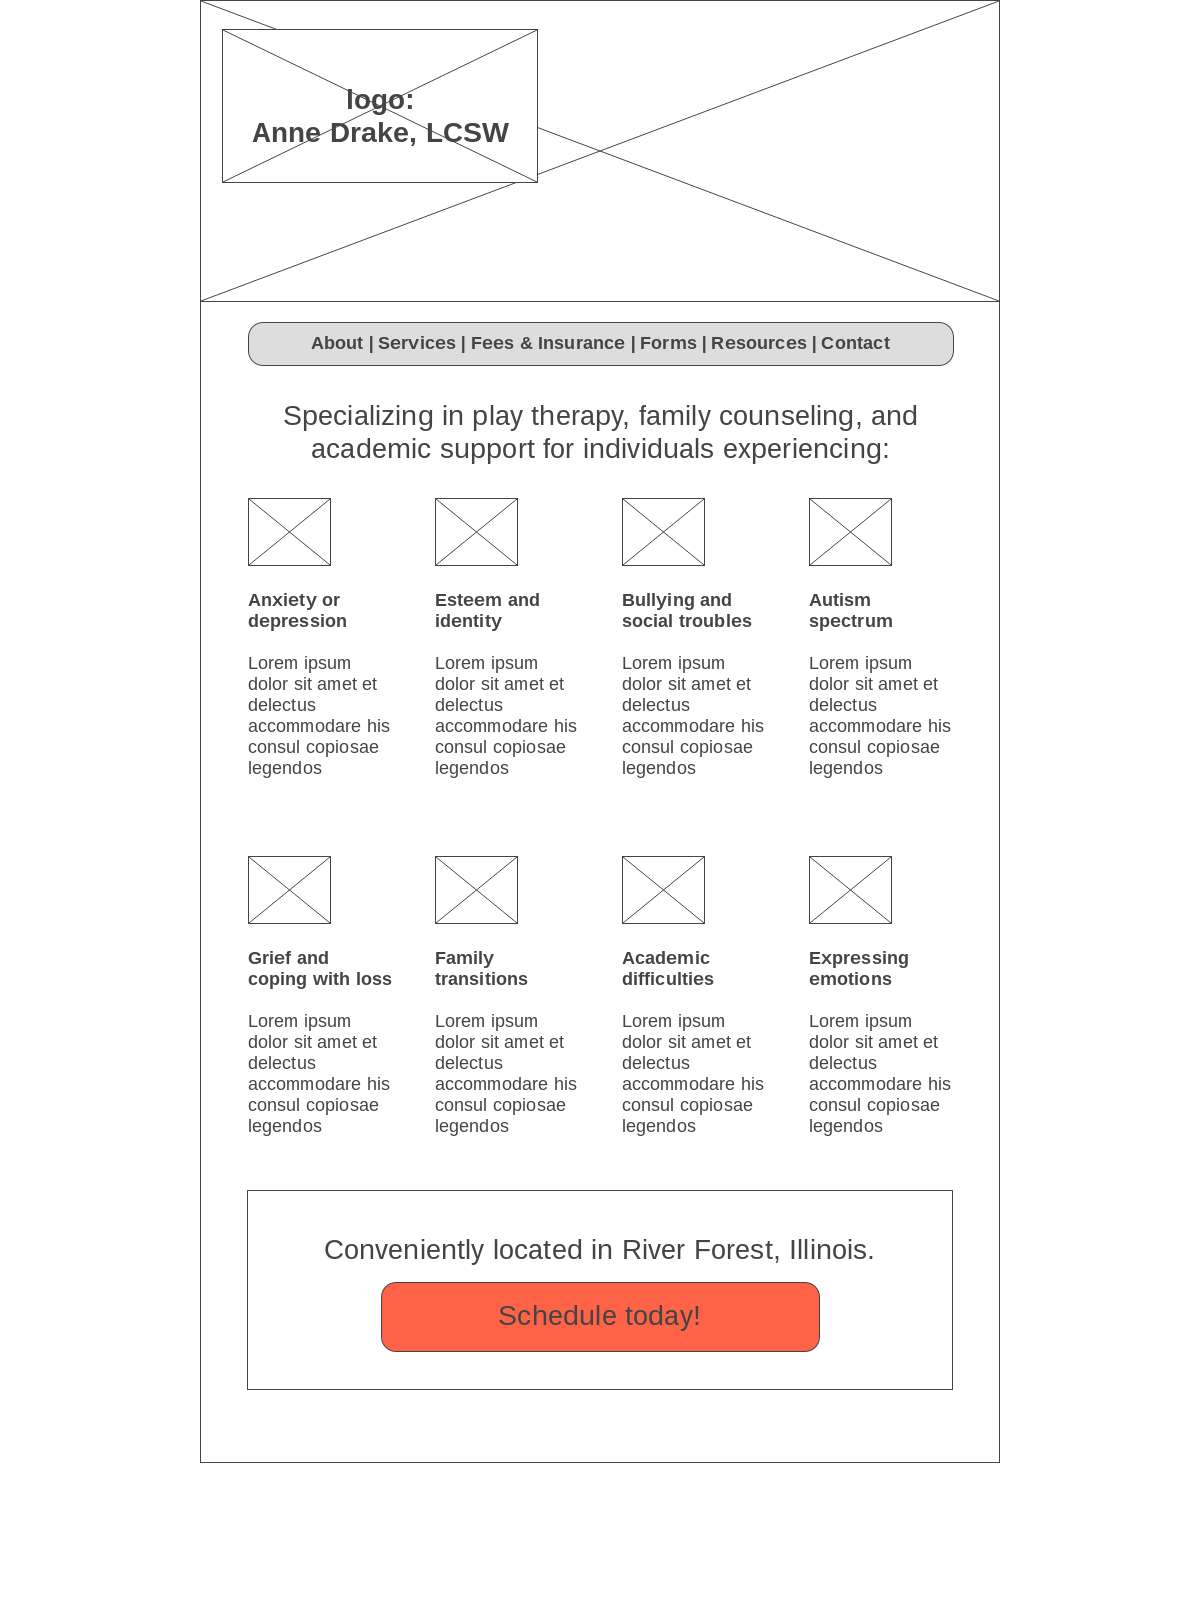 logo:
Anne Drake, LCSW
About | Services | Fees & Insurance | Forms | Resources | Contact
Specializing in play therapy, family counseling, and
academic support for individuals experiencing:
Anxiety or
depression
Lorem ipsum
dolor sit amet et
delectus
accommodare his
consul copiosae
legendos
Esteem and
identity
Lorem ipsum
dolor sit amet et
delectus
accommodare his
consul copiosae
legendos
Bullying and
social troubles
Lorem ipsum
dolor sit amet et
delectus
accommodare his
consul copiosae
legendos
Autism
spectrum
Lorem ipsum
dolor sit amet et
delectus
accommodare his
consul copiosae
legendos
Grief and
coping with loss
Lorem ipsum
dolor sit amet et
delectus
accommodare his
consul copiosae
legendos
Family
transitions
Lorem ipsum
dolor sit amet et
delectus
accommodare his
consul copiosae
legendos
Academic
difficulties
Lorem ipsum
dolor sit amet et
delectus
accommodare his
consul copiosae
legendos
Expressing
emotions
Lorem ipsum
dolor sit amet et
delectus
accommodare his
consul copiosae
legendos
Conveniently located in River Forest, Illinois.
Schedule today!